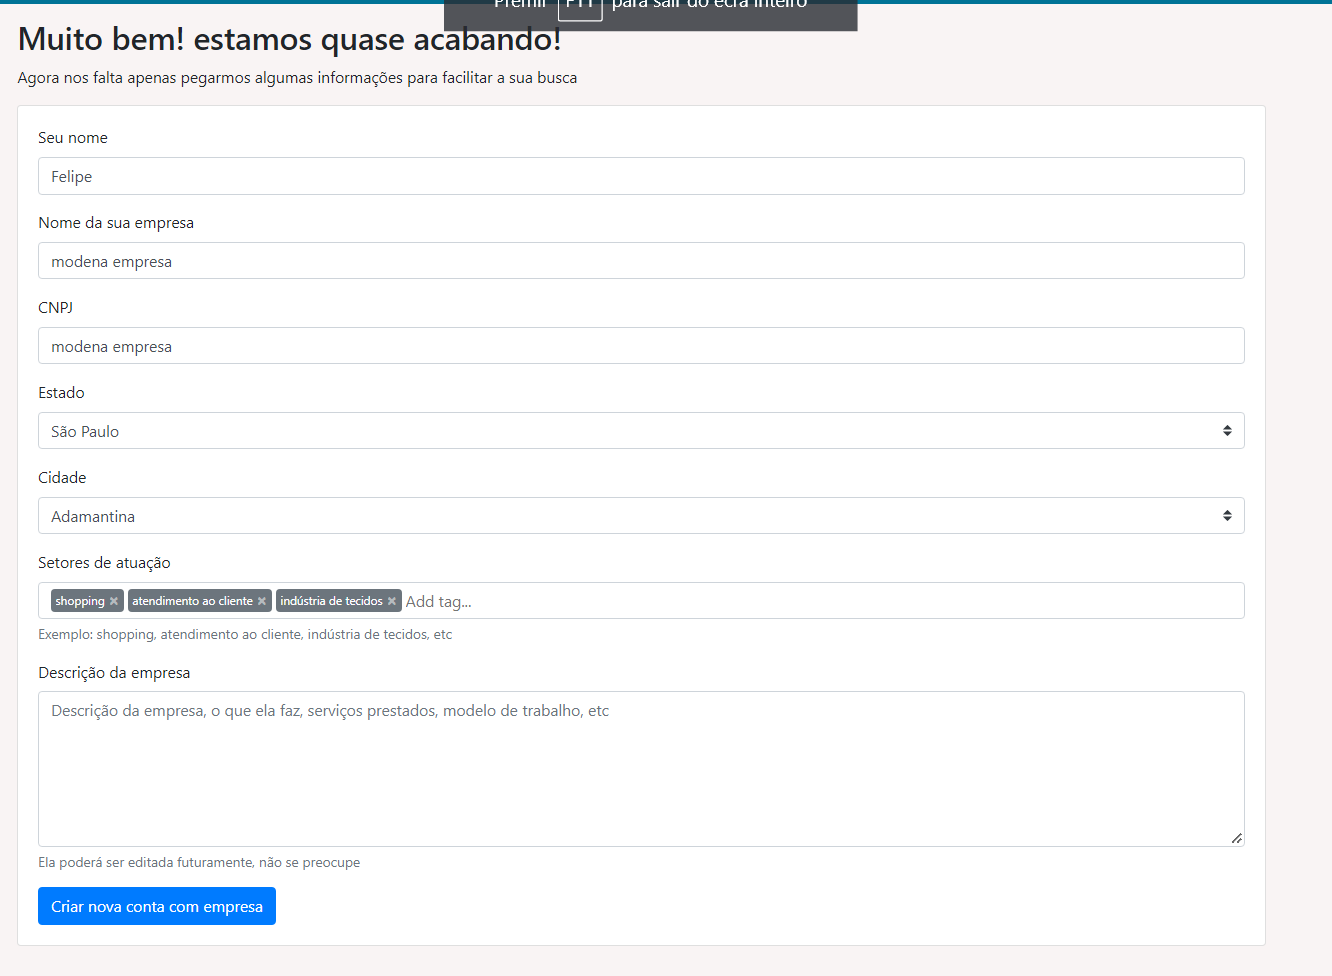 Premir F11 para sair do ecrã inteiro
Muito bem! estamos quase acabando!
Agora nos falta apenas pegarmos algumas informações para facilitar a sua busca
Seu nome
Felipe
Nome da sua empresa
modena empresa
CNPJ
modena empresa
Estado
São Paulo
Cidade
Adamantina
Setores de atuação
shopping × atendimento ao cliente × indústria de tecidos × Add tag...
Exemplo: shopping, atendimento ao cliente, indústria de tecidos, etc
Descrição da empresa
Descrição da empresa, o que ela faz, serviços prestados, modelo de trabalho, etc
Ela poderá ser editada futuramente, não se preocupe
Criar nova conta com empresa